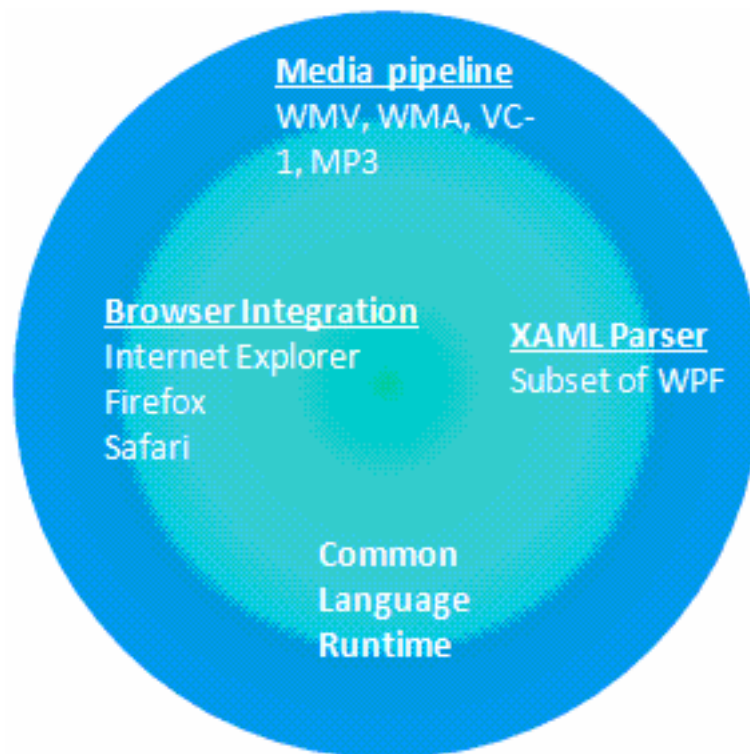 Media pipeline
WMV, WMA, VC-
1, MP3
Browser Integration
Internet Explorer
Firefox
Safari
XAML Parser
Subset of WPF
Common
Language
Runtime